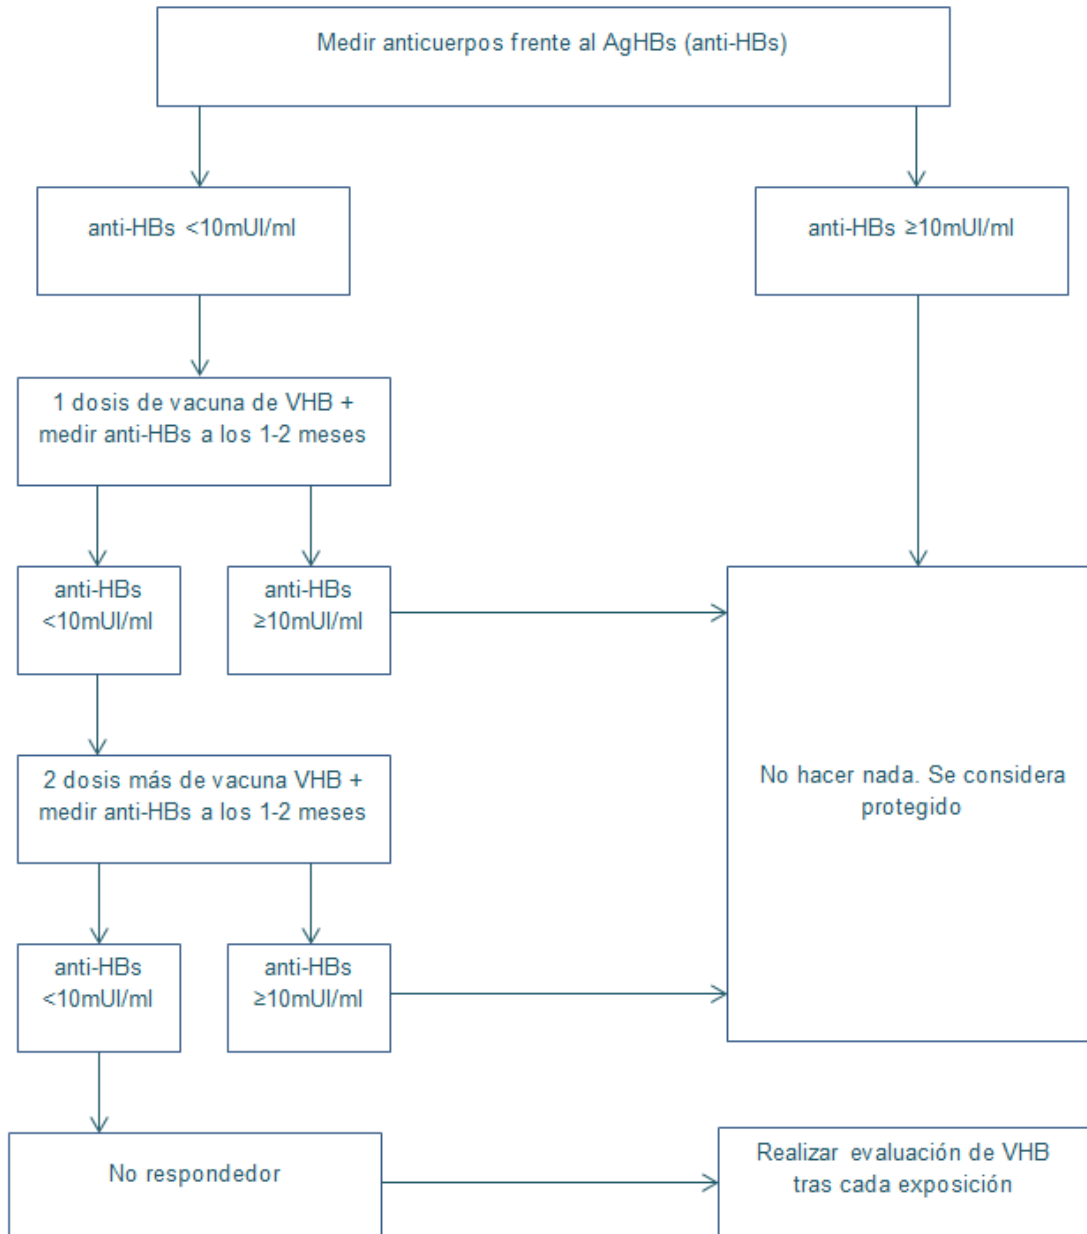 Medir anticuerpos frente al AgHBs (anti-HBs)
anti-HBs <10mUI/ml
anti-HBs ≥10mUI/ml
1 dosis de vacuna de VHB +
medir anti-HBs a los 1-2 meses
anti-HBs
<10mUI/ml
anti-HBs
≥10mUI/ml
No hacer nada. Se considera
protegido
2 dosis más de vacuna VHB +
medir anti-HBs a los 1-2 meses
anti-HBs
<10mUI/ml
anti-HBs
≥10mUI/ml
No respondedor
Realizar evaluación de VHB
tras cada exposición